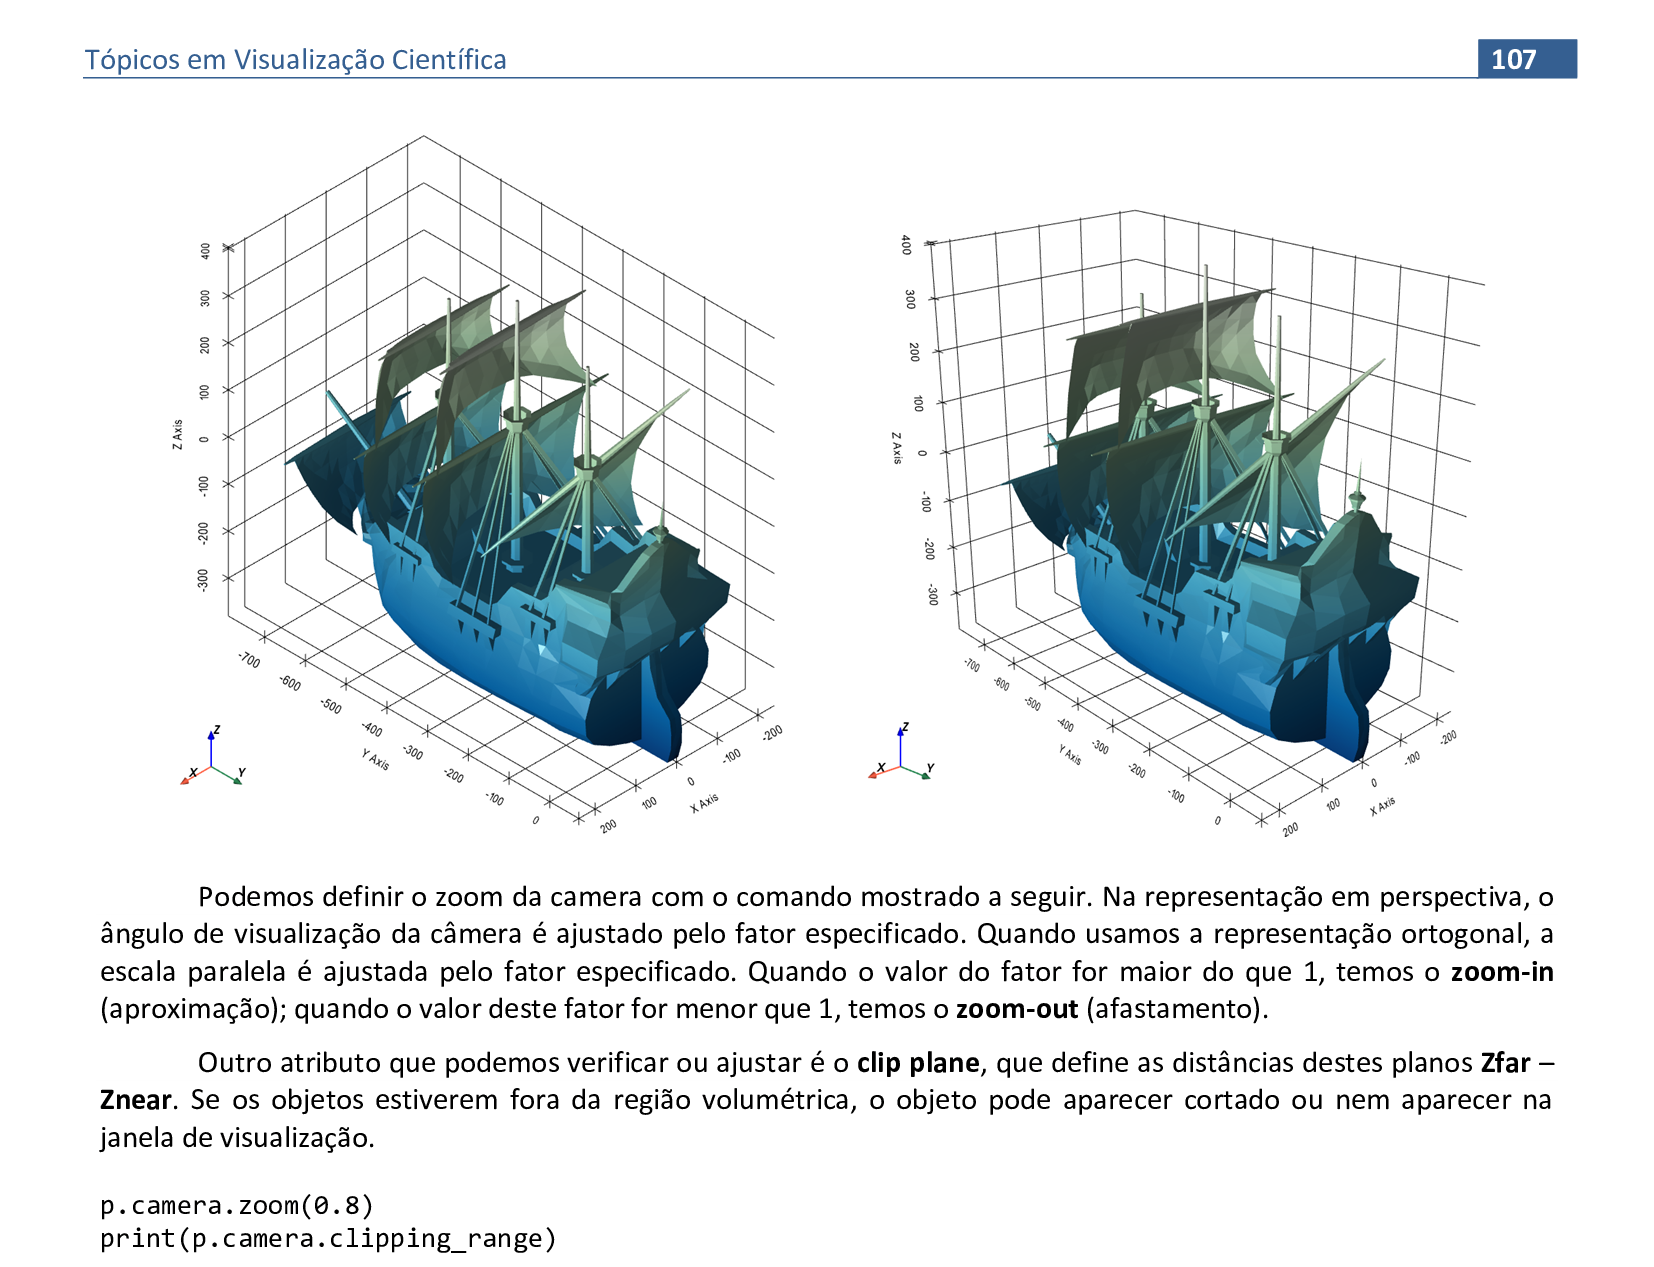 Tópicos em Visualização Científica
107
400
300
200
100
0
-100
-200
-300
Z Axis
-700
-600
-500
-400
-300
-200
-100
0
Y Axis
200
100
0
-100
-200
X Axis
Z
X
Y
400
300
200
100
0
-100
-200
-300
Z Axis
-700
-600
-500
-400
-300
-200
-100
0
Y Axis
200
100
0
-100
-200
X Axis
Z
X
Y
Podemos definir o zoom da camera com o comando mostrado a seguir. Na representação em perspectiva, o
ângulo de visualização da câmera é ajustado pelo fator especificado. Quando usamos a representação ortogonal, a
escala paralela é ajustada pelo fator especificado. Quando o valor do fator for maior do que 1, temos o zoom-in
(aproximação); quando o valor deste fator for menor que 1, temos o zoom-out (afastamento).
Outro atributo que podemos verificar ou ajustar é o clip plane, que define as distâncias destes planos Zfar –
Znear. Se os objetos estiverem fora da região volumétrica, o objeto pode aparecer cortado ou nem aparecer na
janela de visualização.
p.camera.zoom(0.8)
print(p.camera.clipping_range)